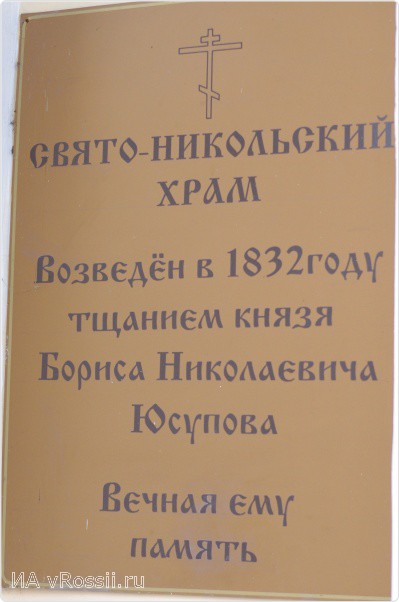 СВЯТО-НИКОЛЬСКИЙ
ХРАМ
Возведён в 1832году
тщанием князя
Бориса Николаевича
Юсупова
Вечная ему
память
ИА vRossii.ru